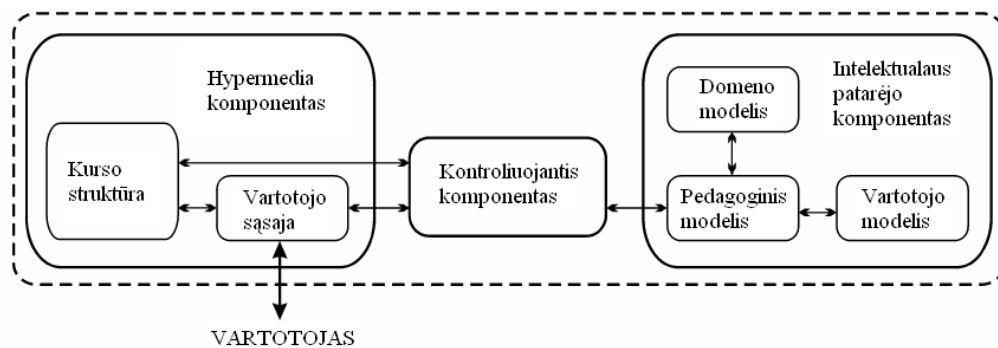 Hypermedia
komponentas
Kurso
struktūra
Vartotojo
sąsaja
Kontroliuojantis
komponentas
Intelektualaus
patarėjo
komponentas
Domeno
modelis
Pedagoginis
modelis
Vartotojo
modelis
VARTOTOJAS